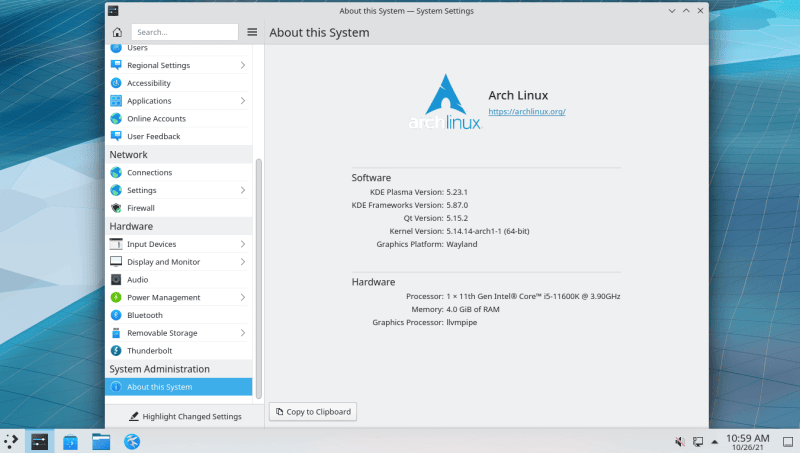 About this System — System Settings
Search...
About this System
Users
Regional Settings
Accessibility
Applications
Online Accounts
User Feedback
Network
Connections
Settings
Firewall
Hardware
Input Devices
Display and Monitor
Audio
Power Management
Bluetooth
Removable Storage
Thunderbolt
System Administration
About this System
Highlight Changed Settings
archlinux
Arch Linux
https://archlinux.org/
Software
KDE Plasma Version: 5.23.1
KDE Frameworks Version: 5.87.0
Qt Version: 5.15.2
Kernel Version: 5.14.14-arch1-1 (64-bit)
Graphics Platform: Wayland
Hardware
Processor: 1 × 11th Gen Intel® Core™ i5-11600K @ 3.90GHz
Memory: 4.0 GiB of RAM
Graphics Processor: llvmpipe
Copy to Clipboard
10:59 AM
10/26/21